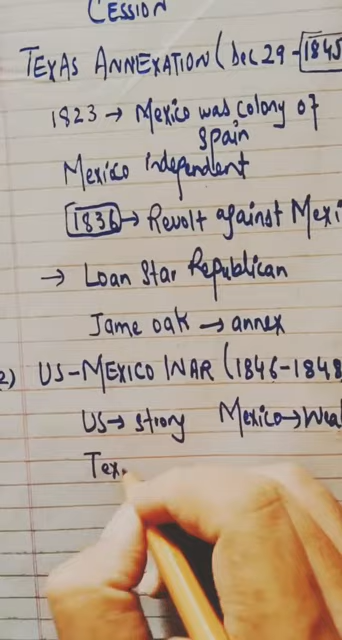 CESSION
TEXAS ANNEXATION (Dec 29 - 1845
1823 → Mexico was colony of
Spain
Mexico independent
1836 → Revolt against Mexi
→ Loan Star Republican
Jame oak → annex
2) US-MEXICO WAR (1846-1848
US → strong Mexico → Wea
Tex